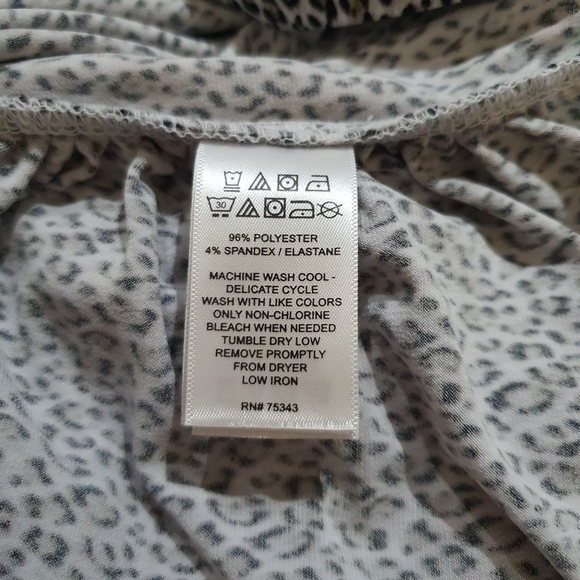 30
96% POLYESTER
4% SPANDEX / ELASTANE
MACHINE WASH COOL -
DELICATE CYCLE
WASH WITH LIKE COLORS
ONLY NON-CHLORINE
BLEACH WHEN NEEDED
TUMBLE DRY LOW
REMOVE PROMPTLY
FROM DRYER
LOW IRON
RN# 75343